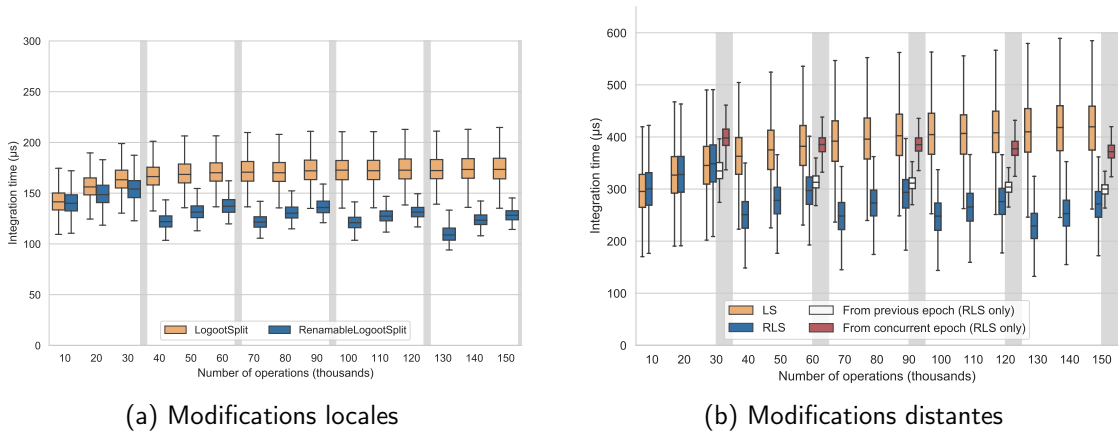 300
250
200
150
100
50
0
Integration time (µs)
LogootSplit RenamableLogootSplit
10 20 30 40 50 60 70 80 90 100 110 120 130 140 150
Number of operations (thousands)
(a) Modifications locales
600
500
400
300
200
100
0
Integration time (µs)
LS From previous epoch (RLS only)
RLS From concurrent epoch (RLS only)
10 20 30 40 50 60 70 80 90 100 110 120 130 140 150
Number of operations (thousands)
(b) Modifications distantes